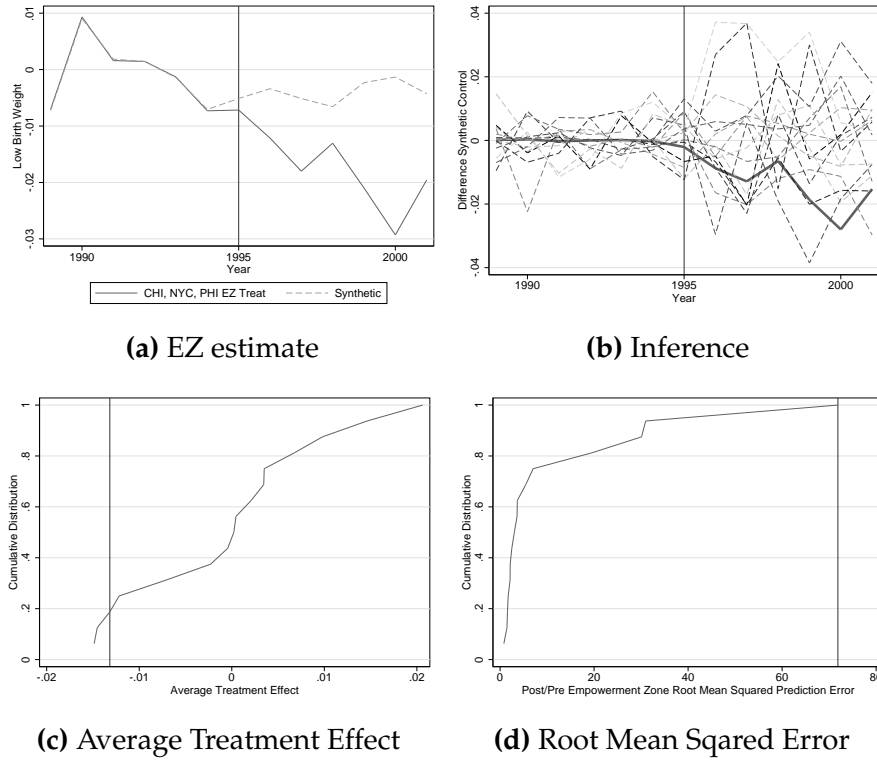 .01
0
-.01
-.02
-.03
Low Birth Weight
1990
1995
2000
Year
CHI, NYC, PHI EZ Treat
Synthetic
(a) EZ estimate
.04
.02
0
-.02
-.04
Difference Synthetic Control
1990
1995
2000
Year
(b) Inference
1
.8
.6
.4
.2
0
Cumulative Distribution
-.02
-.01
0
.01
.02
Average Treatment Effect
(c) Average Treatment Effect
1
.8
.6
.4
.2
0
Cumulative Distribution
0
20
40
60
80
Post/Pre Empowerment Zone Root Mean Squared Prediction Error
(d) Root Mean Sqared Error